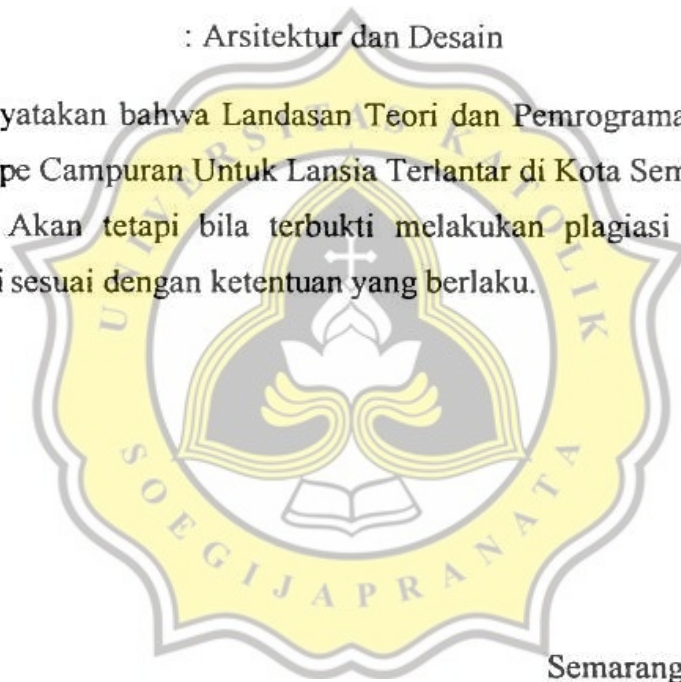 : Arsitektur dan Desain
yatakan bahwa Landasan Teori dan Pemrograma
pe Campuran Untuk Lansia Terlantar di Kota Sem
Akan tetapi bila terbukti melakukan plagiasi
i sesuai dengan ketentuan yang berlaku.
UNIVERSITAS KATOLIK
SOEGIJAPRANATA
Semarang